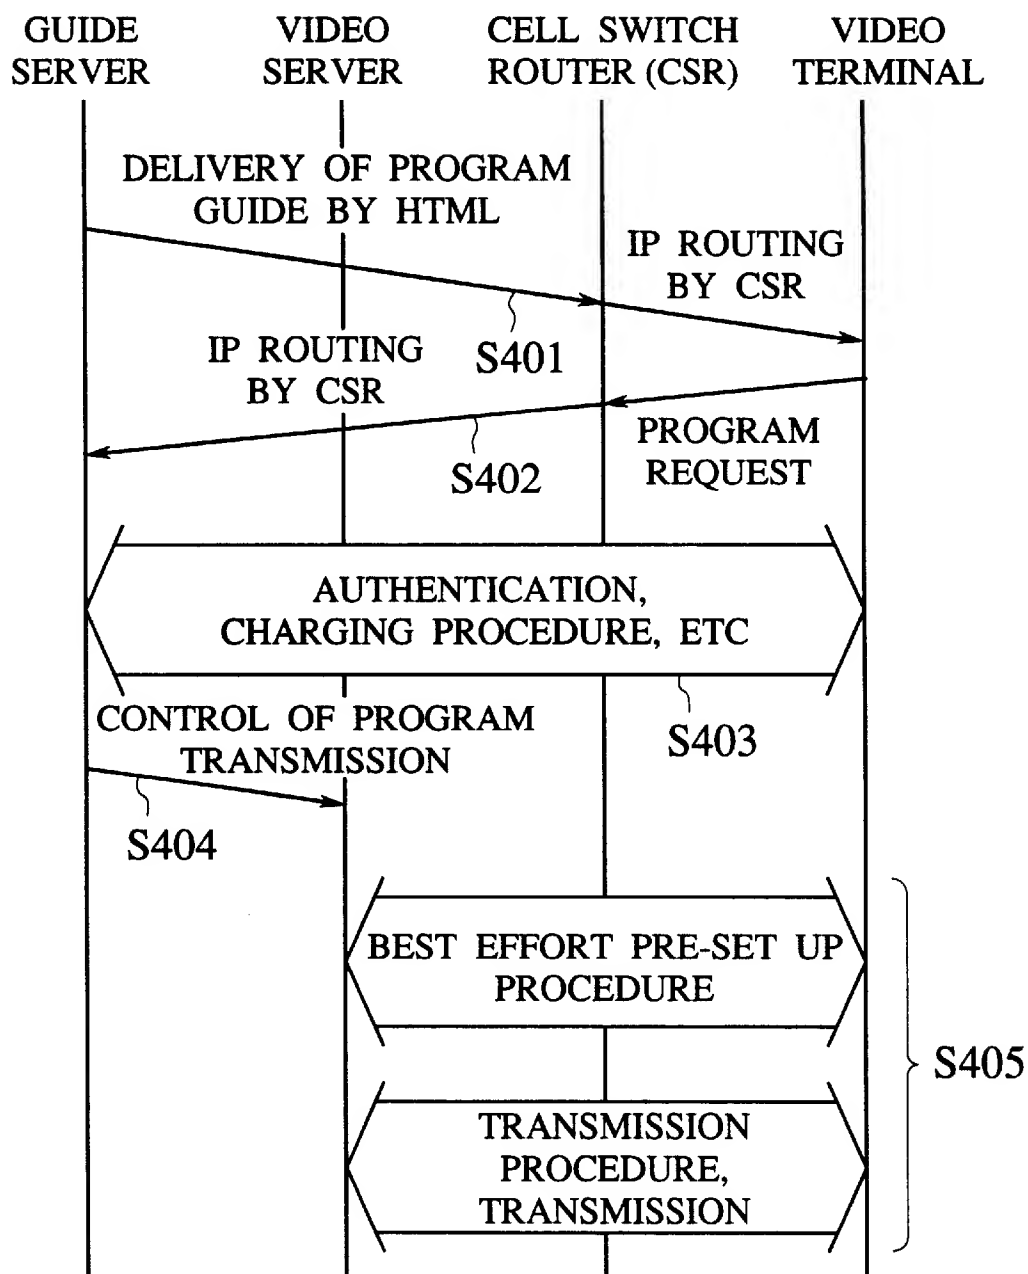 GUIDE SERVER
VIDEO SERVER
CELL SWITCH ROUTER (CSR)
VIDEO TERMINAL
DELIVERY OF PROGRAM
GUIDE BY HTML
IP ROUTING
BY CSR
S401
IP ROUTING
BY CSR
PROGRAM
REQUEST
S402
AUTHENTICATION,
CHARGING PROCEDURE, ETC
S403
CONTROL OF PROGRAM
TRANSMISSION
S404
BEST EFFORT PRE-SET UP
PROCEDURE
S405
TRANSMISSION
PROCEDURE,
TRANSMISSION